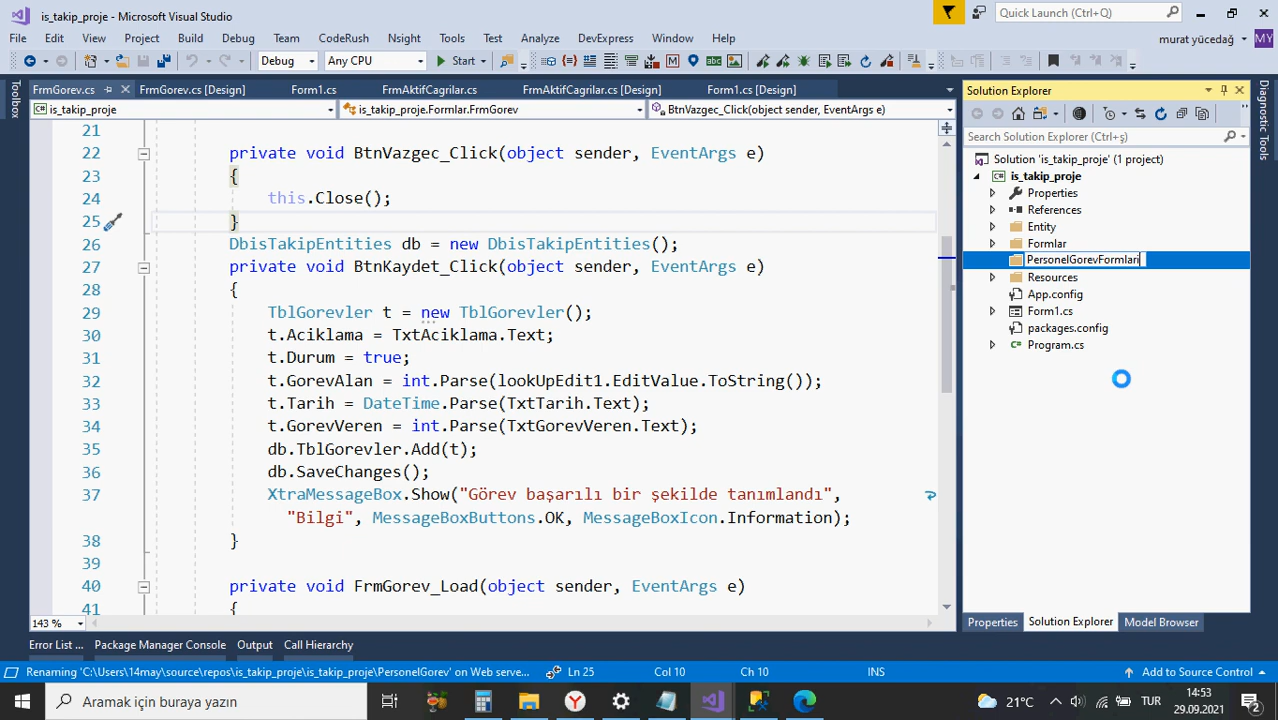 is_takip_proje - Microsoft Visual Studio
Quick Launch (Ctrl+Q)
File Edit View Project Build Debug Team CodeRush Nsight Tools Test Analyze DevExpress Window Help
murat yücedağ MY
Debug Any CPU Start
FrmGorev.cs FrmGorev.cs [Design] Form1.cs FrmAktifCagrilar.cs FrmAktifCagrilar.cs [Design] Form1.cs [Design]
is_takip_proje is_takip_proje.Formlar.FrmGorev BtnVazgec_Click(object sender, EventArgs e)
Toolbox
21
22 private void BtnVazgec_Click(object sender, EventArgs e)
23 {
24 this.Close();
25 }
26 DbisTakipEntities db = new DbisTakipEntities();
27 private void BtnKaydet_Click(object sender, EventArgs e)
28 {
29 TblGorevler t = new TblGorevler();
30 t.Aciklama = TxtAciklama.Text;
31 t.Durum = true;
32 t.GorevAlan = int.Parse(lookUpEdit1.EditValue.ToString());
33 t.Tarih = DateTime.Parse(TxtTarih.Text);
34 t.GorevVeren = int.Parse(TxtGorevVeren.Text);
35 db.TblGorevler.Add(t);
36 db.SaveChanges();
37 XtraMessageBox.Show("Görev başarılı bir şekilde tanımlandı",
"Bilgi", MessageBoxButtons.OK, MessageBoxIcon.Information);
38 }
39
40 private void FrmGorev_Load(object sender, EventArgs e)
41 {
143 %
Solution Explorer
Search Solution Explorer (Ctrl+ş)
Solution 'is_takip_proje' (1 project)
is_takip_proje
Properties
References
Entity
Formlar
PersonelGorevFormlari
Resources
App.config
Form1.cs
packages.config
Program.cs
Properties Solution Explorer Model Browser
Diagnostic Tools
Error List ... Package Manager Console Output Call Hierarchy
Renaming 'C:\Users\14may\source\repos\is_takip_proje\is_takip_proje\PersonelGorev' on Web serve... Ln 25 Col 10 Ch 10 INS Add to Source Control
Aramak için buraya yazın
21°C TUR 14:53
29.09.2021 2